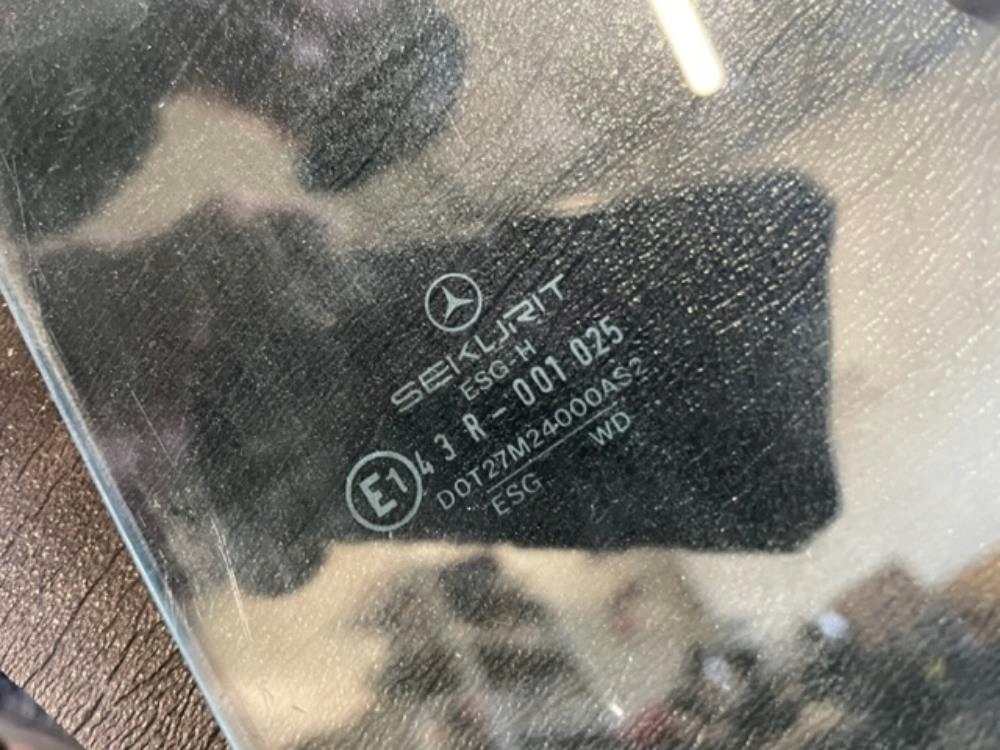 SEKURIT
ESG-H
E1 43 R-001 025
DOT27M24000AS2
ESG WD